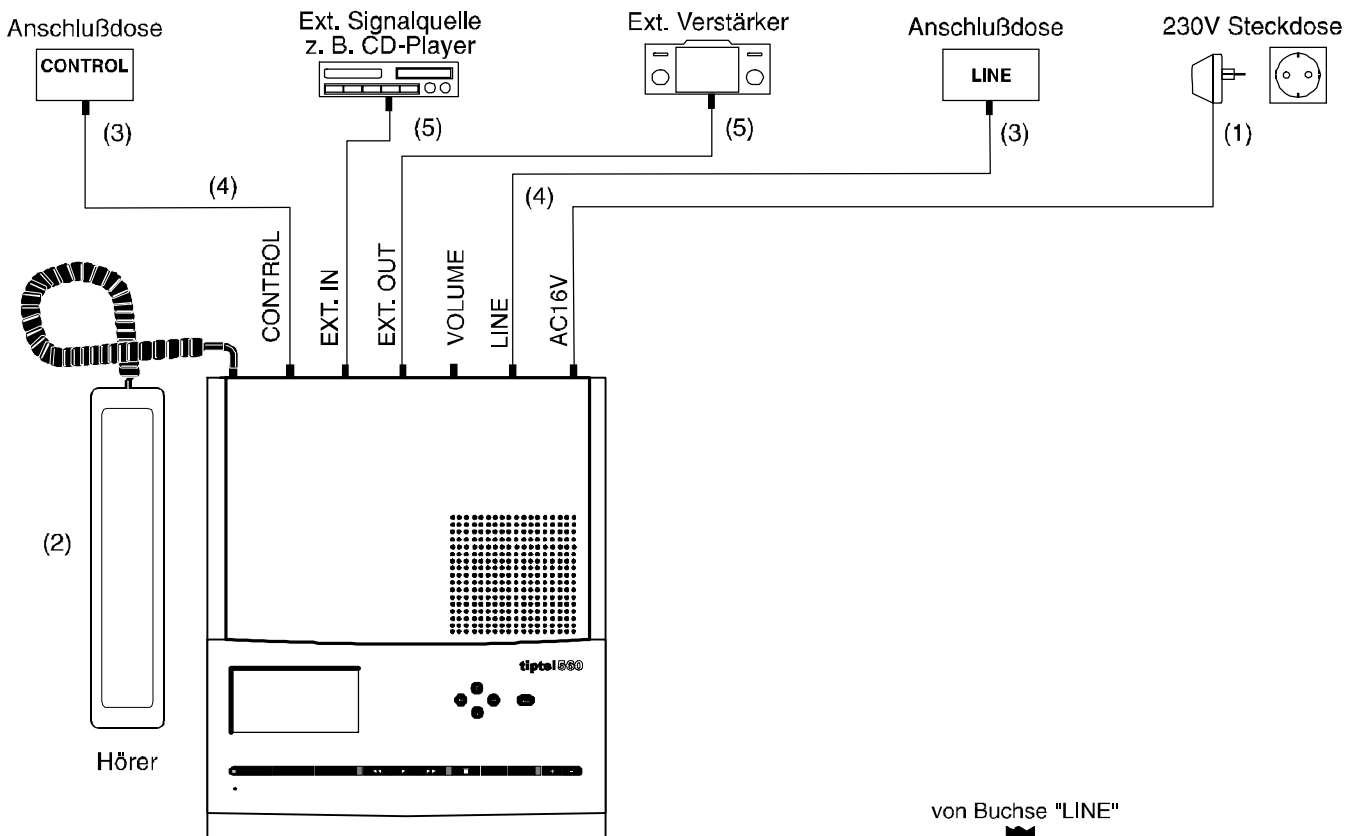 Anschlußdose
CONTROL
(3)
Ext. Signalquelle
z. B. CD-Player
(5)
Ext. Verstärker
(5)
Anschlußdose
LINE
(3)
230V Steckdose
(1)
(4)
(4)
CONTROL
EXT. IN
EXT. OUT
VOLUME
LINE
AC16V
(2)
Hörer
tiptel 560
von Buchse "LINE"